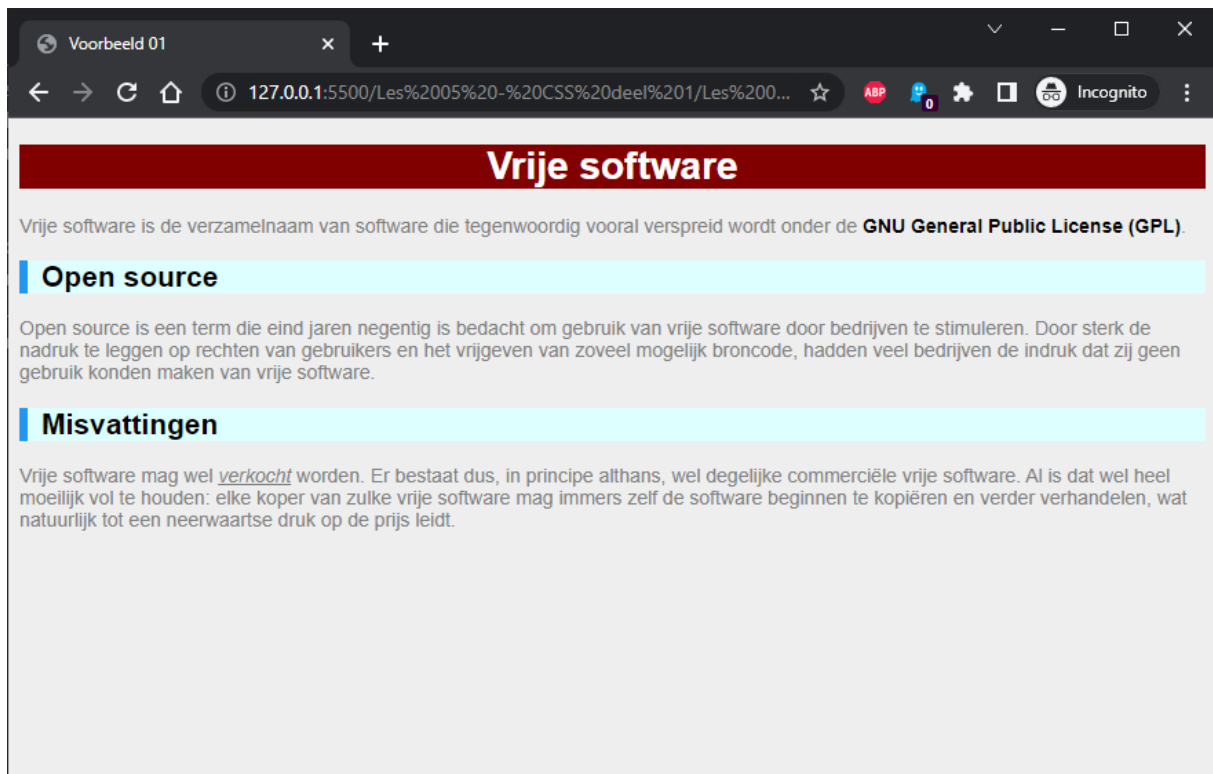 Voorbeeld 01
127.0.0.1:5500/Les%2005%20-%20CSS%20deel%201/Les%200...
ABP
0
Incognito
Vrije software
Vrije software is de verzamelnaam van software die tegenwoordig vooral verspreid wordt onder de GNU General Public License (GPL).
Open source
Open source is een term die eind jaren negentig is bedacht om gebruik van vrije software door bedrijven te stimuleren. Door sterk de
nadruk te leggen op rechten van gebruikers en het vrijgeven van zoveel mogelijk broncode, hadden veel bedrijven de indruk dat zij geen
gebruik konden maken van vrije software.
Misvattingen
Vrije software mag wel verkocht worden. Er bestaat dus, in principe althans, wel degelijke commerciële vrije software. Al is dat wel heel
moeilijk vol te houden: elke koper van zulke vrije software mag immers zelf de software beginnen te kopiëren en verder verhandelen, wat
natuurlijk tot een neerwaartse druk op de prijs leidt.